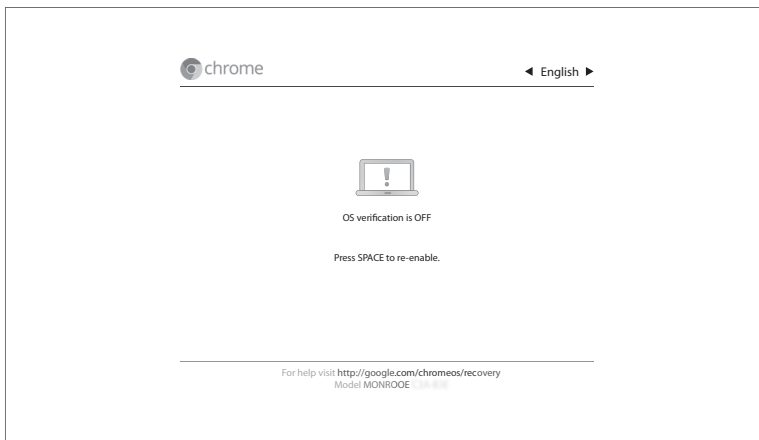 chrome
◀ English ▶
OS verification is OFF
Press SPACE to re-enable.
For help visit http://google.com/chromeos/recovery
Model MONROOE